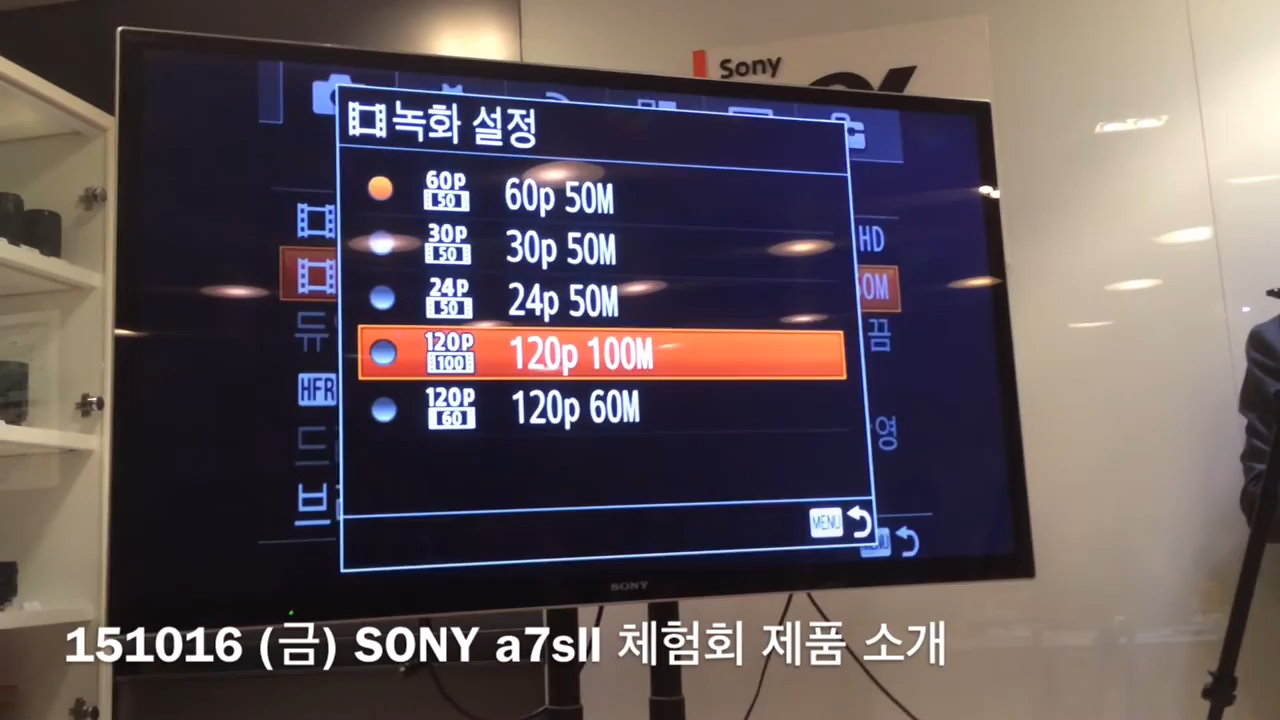 Sony
녹화 설정
60P 50 60p 50M
30P 50 30p 50M
24P 50 24p 50M
120P 100 120p 100M
120P 60 120p 60M
HD
0M
끔
HFR
영
MENU
MENU
SONY
151016 (금) SONY a7sII 체험회 제품 소개